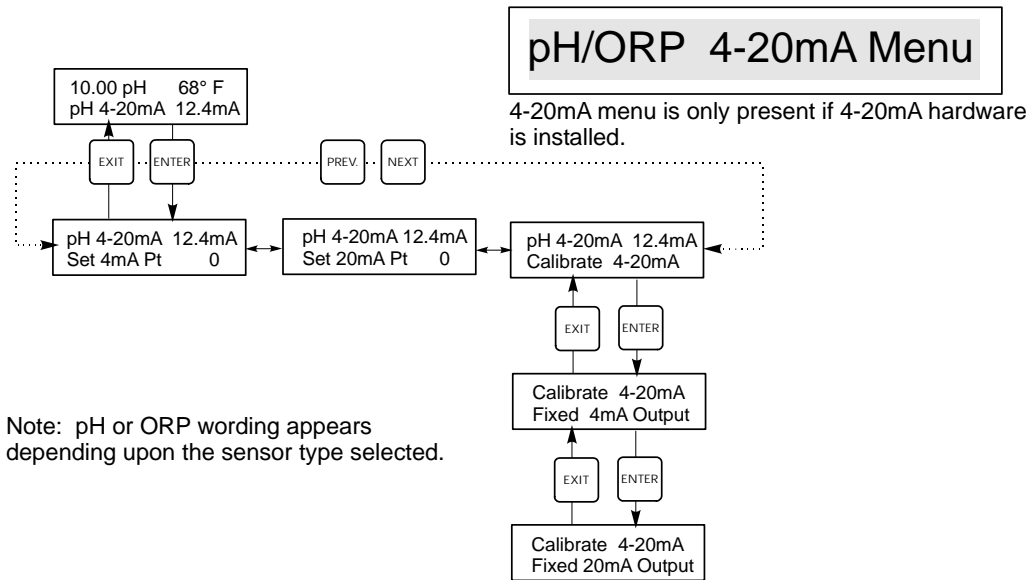 pH/ORP 4-20mA Menu
4-20mA menu is only present if 4-20mA hardware
is installed.
10.00 pH 68° F
pH 4-20mA 12.4mA
EXIT
ENTER
PREV.
NEXT
pH 4-20mA 12.4mA
Set 4mA Pt 0
pH 4-20mA 12.4mA
Set 20mA Pt 0
pH 4-20mA 12.4mA
Calibrate 4-20mA
EXIT
ENTER
Calibrate 4-20mA
Fixed 4mA Output
Note: pH or ORP wording appears
depending upon the sensor type selected.
EXIT
ENTER
Calibrate 4-20mA
Fixed 20mA Output